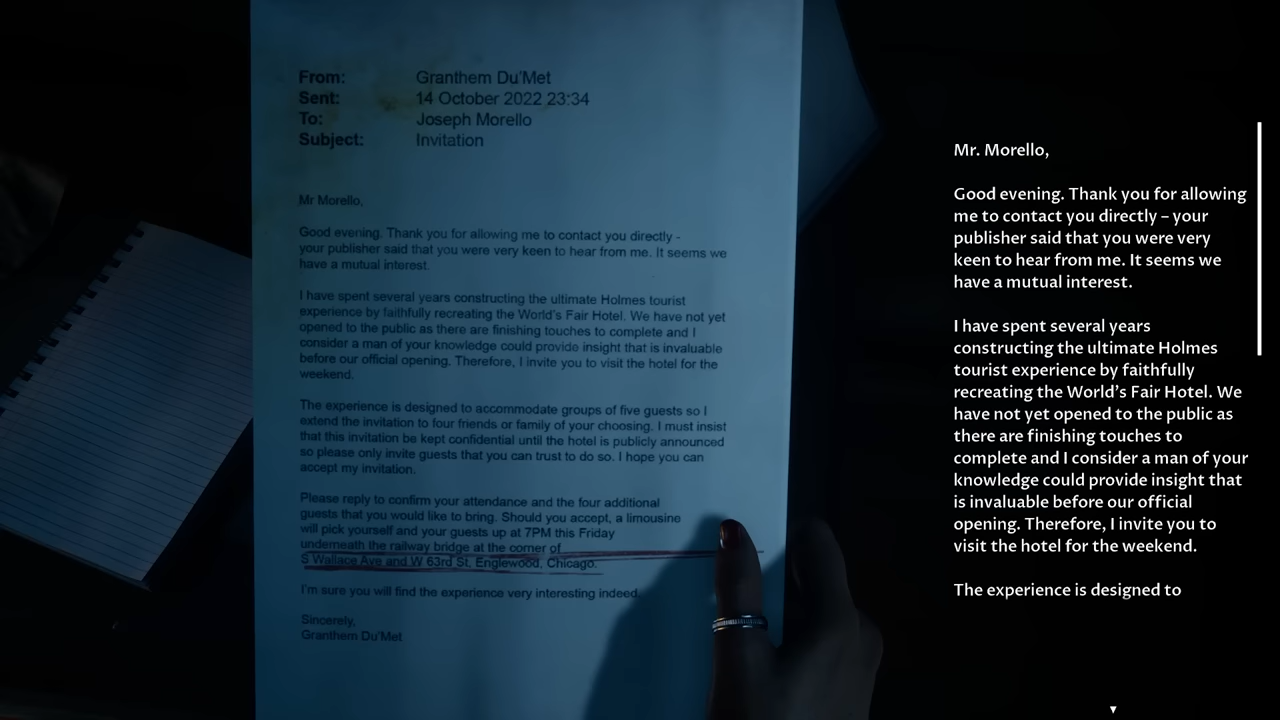 From: Granthem Du'Met
Sent: 14 October 2022 23:34
To: Joseph Morello
Subject: Invitation
Mr Morello,
Good evening. Thank you for allowing me to contact you directly -
your publisher said that you were very keen to hear from me. It seems we
have a mutual interest.
I have spent several years constructing the ultimate Holmes tourist
experience by faithfully recreating the World's Fair Hotel. We have not yet
opened to the public as there are finishing touches to complete and I
consider a man of your knowledge could provide insight that is invaluable
before our official opening. Therefore, I invite you to visit the hotel for the
weekend.
The experience is designed to accommodate groups of five guests so I
extend the invitation to four friends or family of your choosing. I must insist
that this invitation be kept confidential until the hotel is publicly announced
so please only invite guests that you can trust to do so. I hope you can
accept my invitation.
Please reply to confirm your attendance and the four additional
guests that you would like to bring. Should you accept, a limousine
will pick yourself and your guests up at 7PM this Friday
underneath the railway bridge at the corner of
S Wallace Ave and W 63rd St, Englewood, Chicago.
I'm sure you will find the experience very interesting indeed.
Sincerely,
Granthem Du'Met
Mr. Morello,
Good evening. Thank you for allowing
me to contact you directly – your
publisher said that you were very
keen to hear from me. It seems we
have a mutual interest.
I have spent several years
constructing the ultimate Holmes
tourist experience by faithfully
recreating the World's Fair Hotel. We
have not yet opened to the public as
there are finishing touches to
complete and I consider a man of your
knowledge could provide insight that
is invaluable before our official
opening. Therefore, I invite you to
visit the hotel for the weekend.
The experience is designed to